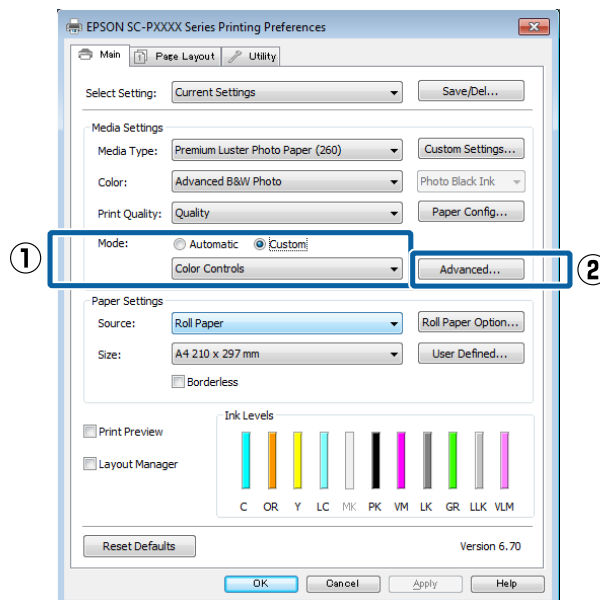 EPSON SC-PXXXX Series Printing Preferences
Main Page Layout Utility
Select Setting: Current Settings Save/Del...
Media Settings
Media Type: Premium Luster Photo Paper (260) Custom Settings...
Color: Advanced B&W Photo Photo Black Ink
Print Quality: Quality Paper Config...
① Mode: Automatic Custom
Color Controls Advanced... ②
Paper Settings
Source: Roll Paper Roll Paper Option...
Size: A4 210 x 297 mm User Defined...
Borderless
Ink Levels
Print Preview
Layout Manager
C OR Y LC MK PK VM LK GR LLK VLM
Reset Defaults Version 6.70
OK Cancel Apply Help